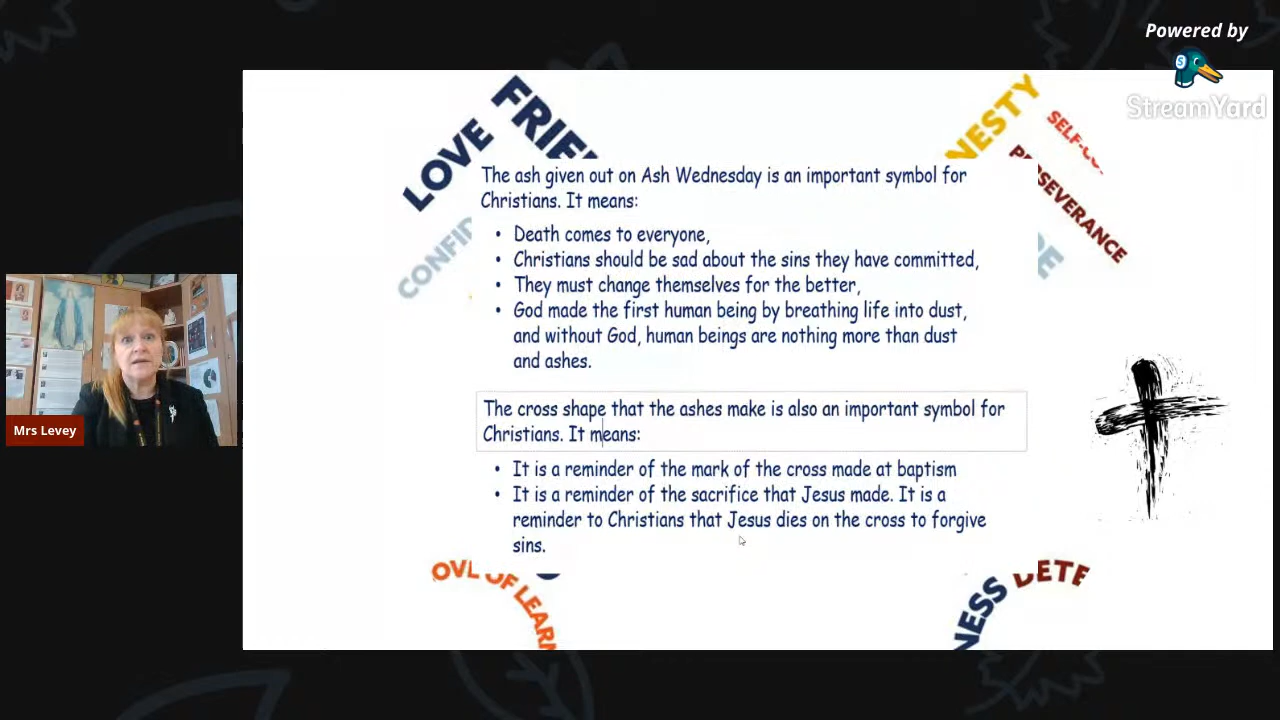 Powered by
StreamYard
LOVE
The ash given out on Ash Wednesday is an important symbol for
Christians. It means:
• Death comes to everyone,
• Christians should be sad about the sins they have committed,
• They must change themselves for the better,
• God made the first human being by breathing life into dust,
and without God, human beings are nothing more than dust
and ashes.
The cross shape that the ashes make is also an important symbol for
Christians. It means:
• It is a reminder of the mark of the cross made at baptism
• It is a reminder of the sacrifice that Jesus made. It is a
reminder to Christians that Jesus dies on the cross to forgive
sins.
Mrs Levey